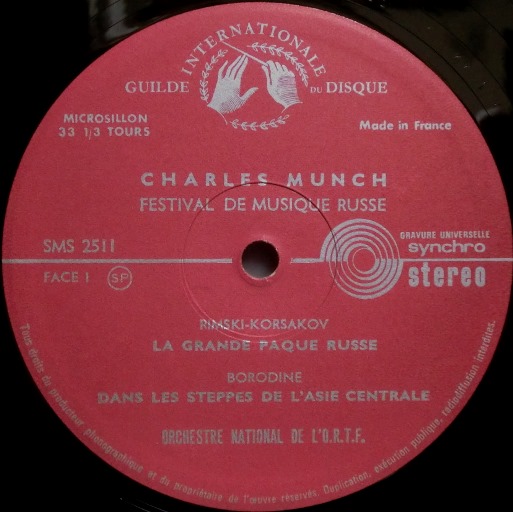 GUILDE INTERNATIONALE DU DISQUE
MICROSILLON
33 1/3 TOURS
Made in France
CHARLES MUNCH
FESTIVAL DE MUSIQUE RUSSE
SMS 2511
GRAVURE UNIVERSELLE
synchro
FACE 1 SP
stereo
RIMSKI-KORSAKOV
LA GRANDE PAQUE RUSSE
BORODINE
DANS LES STEPPES DE L'ASIE CENTRALE
ORCHESTRE NATIONAL DE L'O.R.T.F.
Tous droits du producteur phonographique et du propriétaire de l'œuvre réservés. Duplication, exécution publique, radiodiffusion interdites.